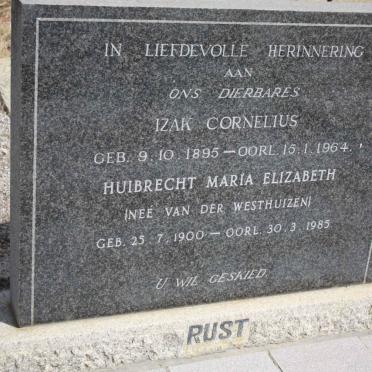 IN LIEFDEVOLLE HERINNERING
AAN
ONS DIERBARES
IZAK CORNELIUS
GEB. 9.10.1895 — OORL. 15.1.1964.
HUIBRECHT MARIA ELIZABETH
(NEÉ VAN DER WESTHUIZEN)
GEB. 25.7.1900 — OORL. 30.3.1985
U WIL GESKIED.
RUST